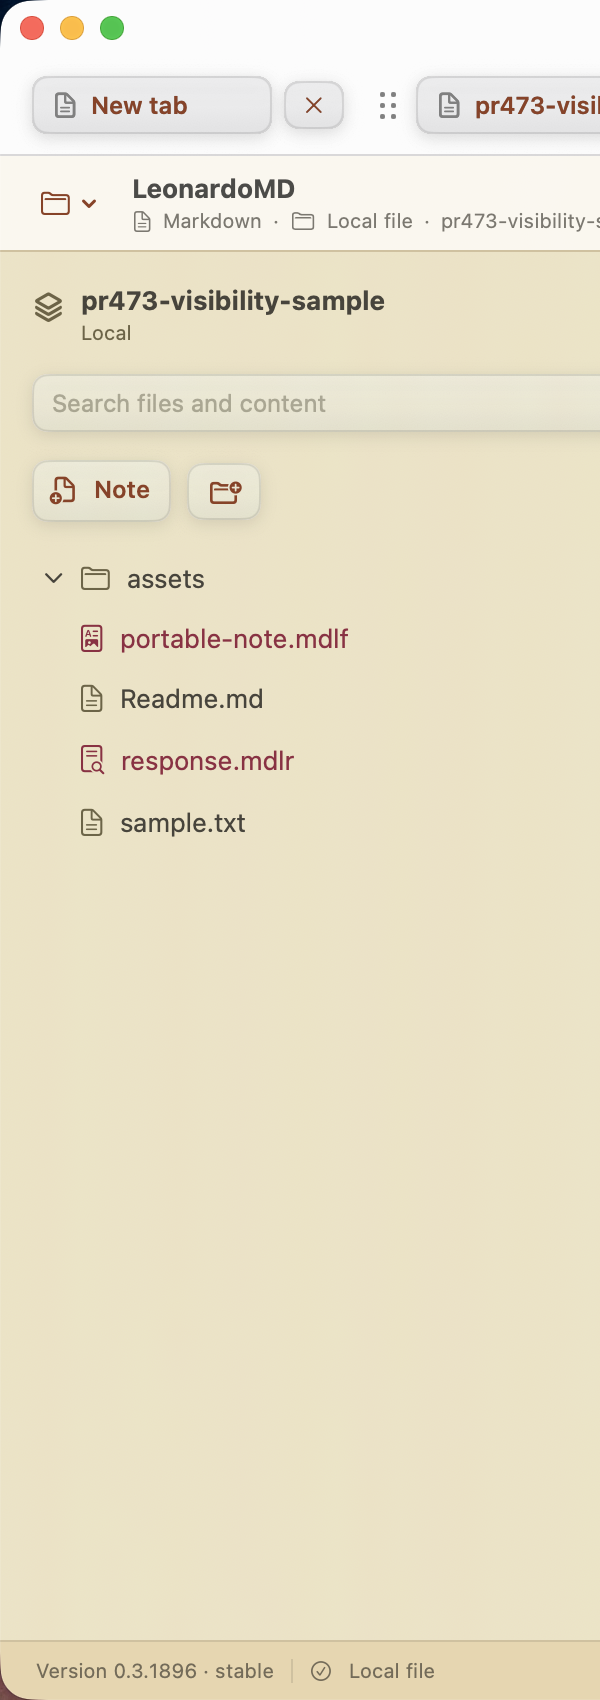 New tab
pr473-visi
LeonardoMD
Markdown · Local file · pr473-visibility-
pr473-visibility-sample
Local
Search files and content
Note
assets
portable-note.mdlf
Readme.md
response.mdlr
sample.txt
Version 0.3.1896 · stable
Local file